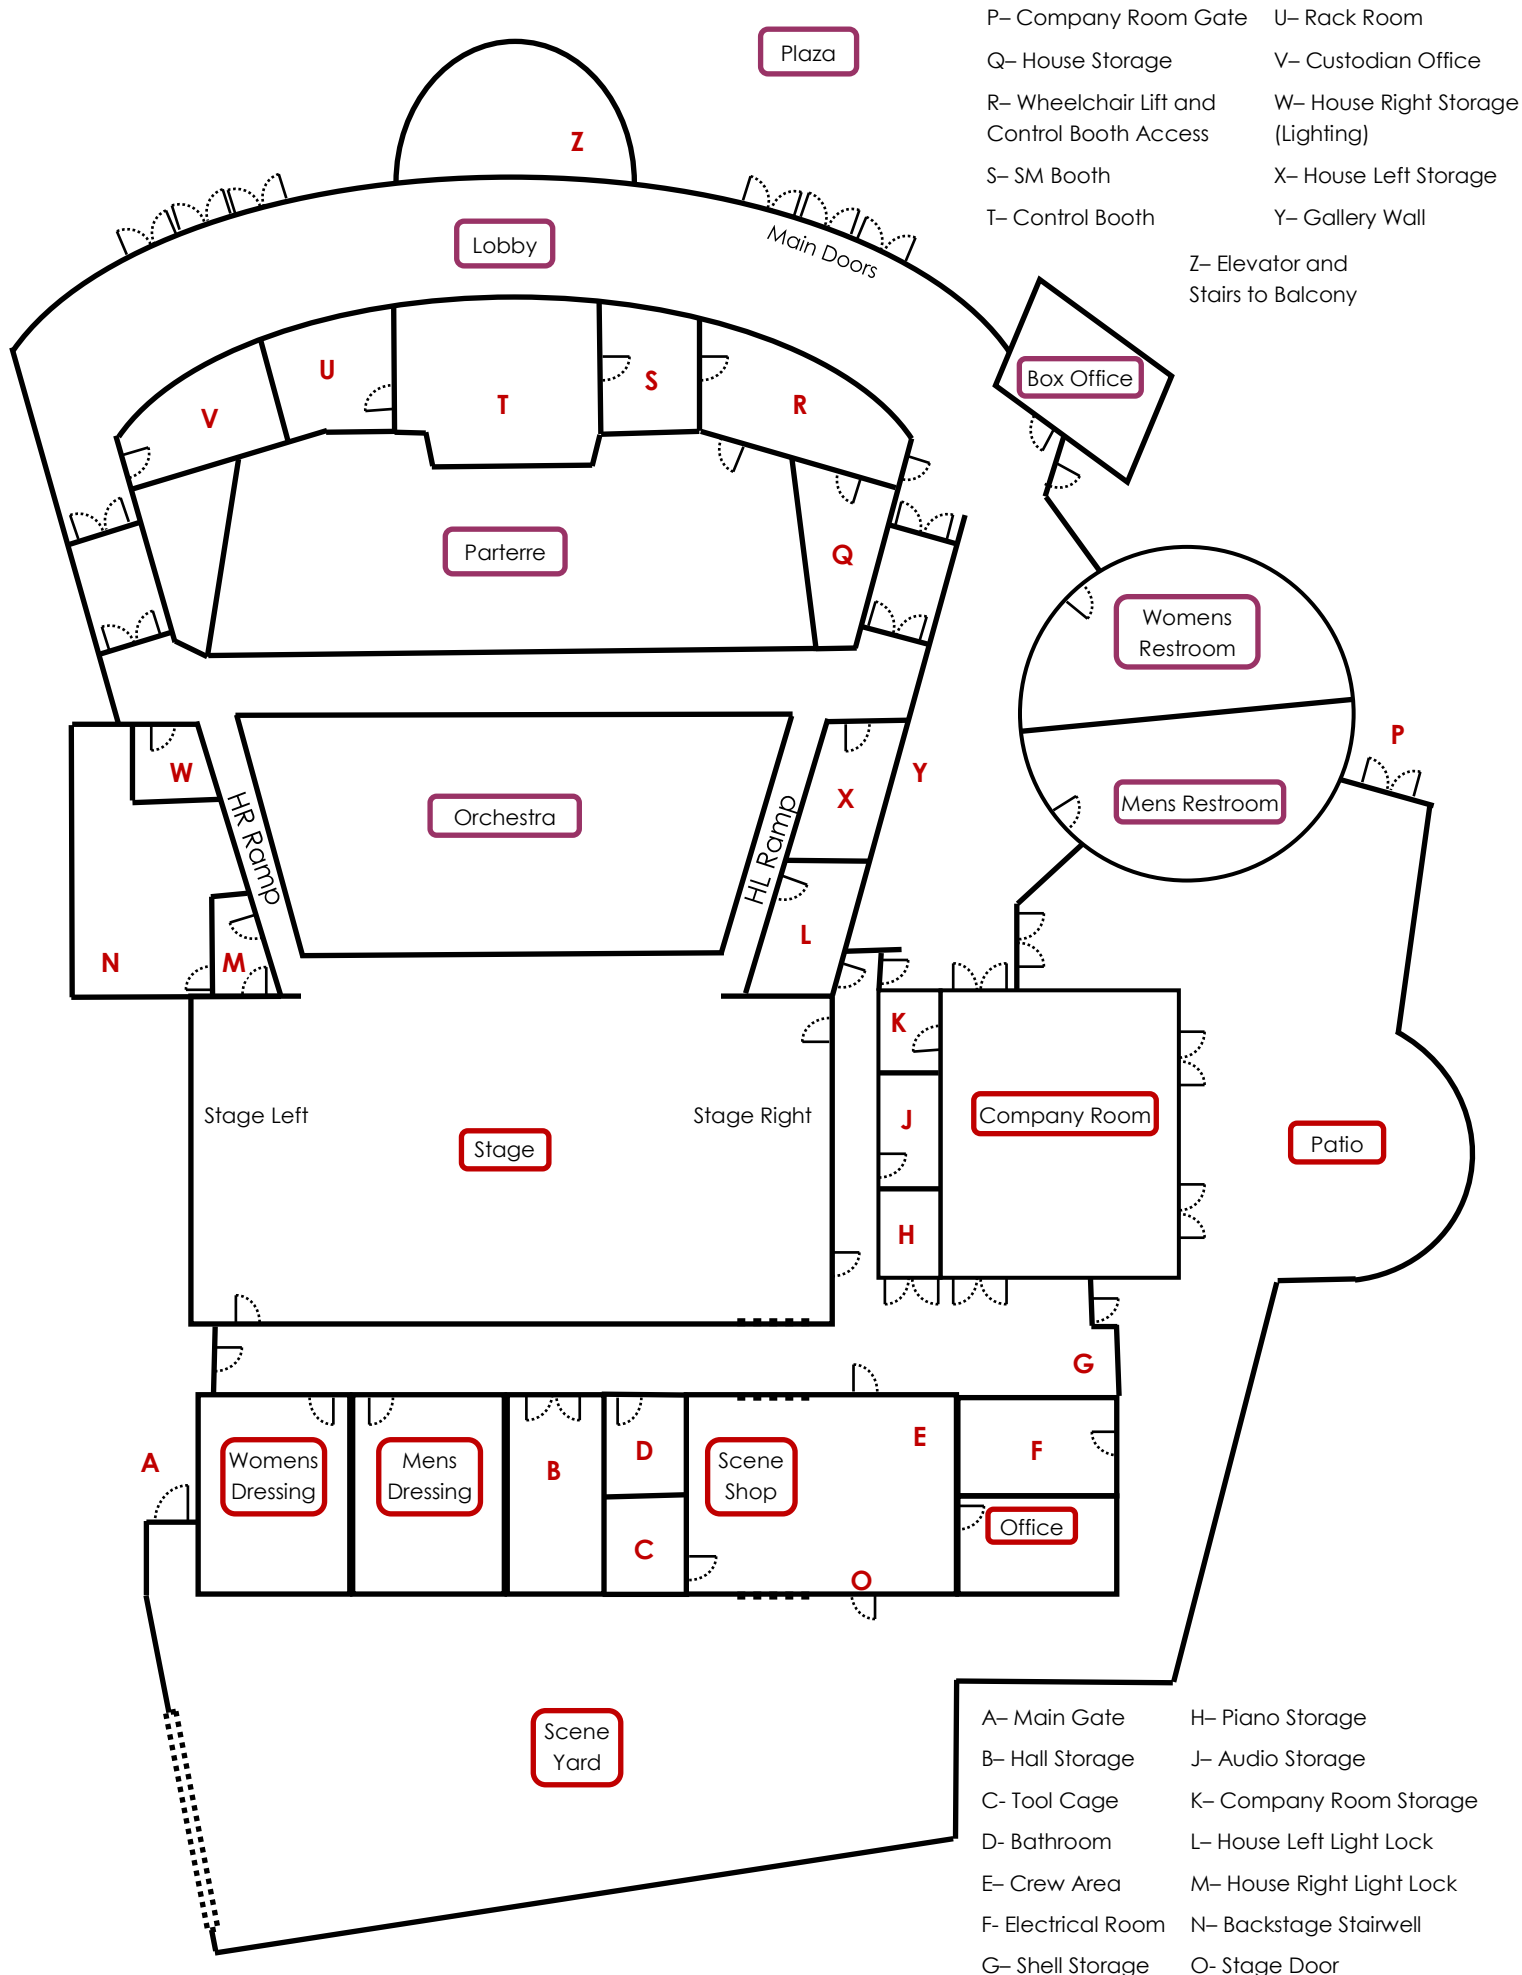 P– Company Room Gate
U– Rack Room
Plaza
Q– House Storage
V– Custodian Office
R– Wheelchair Lift and
Control Booth Access
W– House Right Storage
(Lighting)
Z
S– SM Booth
X– House Left Storage
T– Control Booth
Y– Gallery Wall
Lobby
Main Doors
Z– Elevator and
Stairs to Balcony
U
S
Box Office
V
T
R
Parterre
Q
Womens
Restroom
P
W
Y
X
Mens Restroom
HR Ramp
Orchestra
HL Ramp
N
M
L
K
Stage Left
Stage Right
J
Company Room
Stage
Patio
H
G
A
Womens
Dressing
Mens
Dressing
B
D
Scene
Shop
E
F
C
Office
O
Scene
Yard
A– Main Gate
H– Piano Storage
B– Hall Storage
J– Audio Storage
C- Tool Cage
K– Company Room Storage
D- Bathroom
L– House Left Light Lock
E– Crew Area
M– House Right Light Lock
F- Electrical Room
N– Backstage Stairwell
G– Shell Storage
O- Stage Door